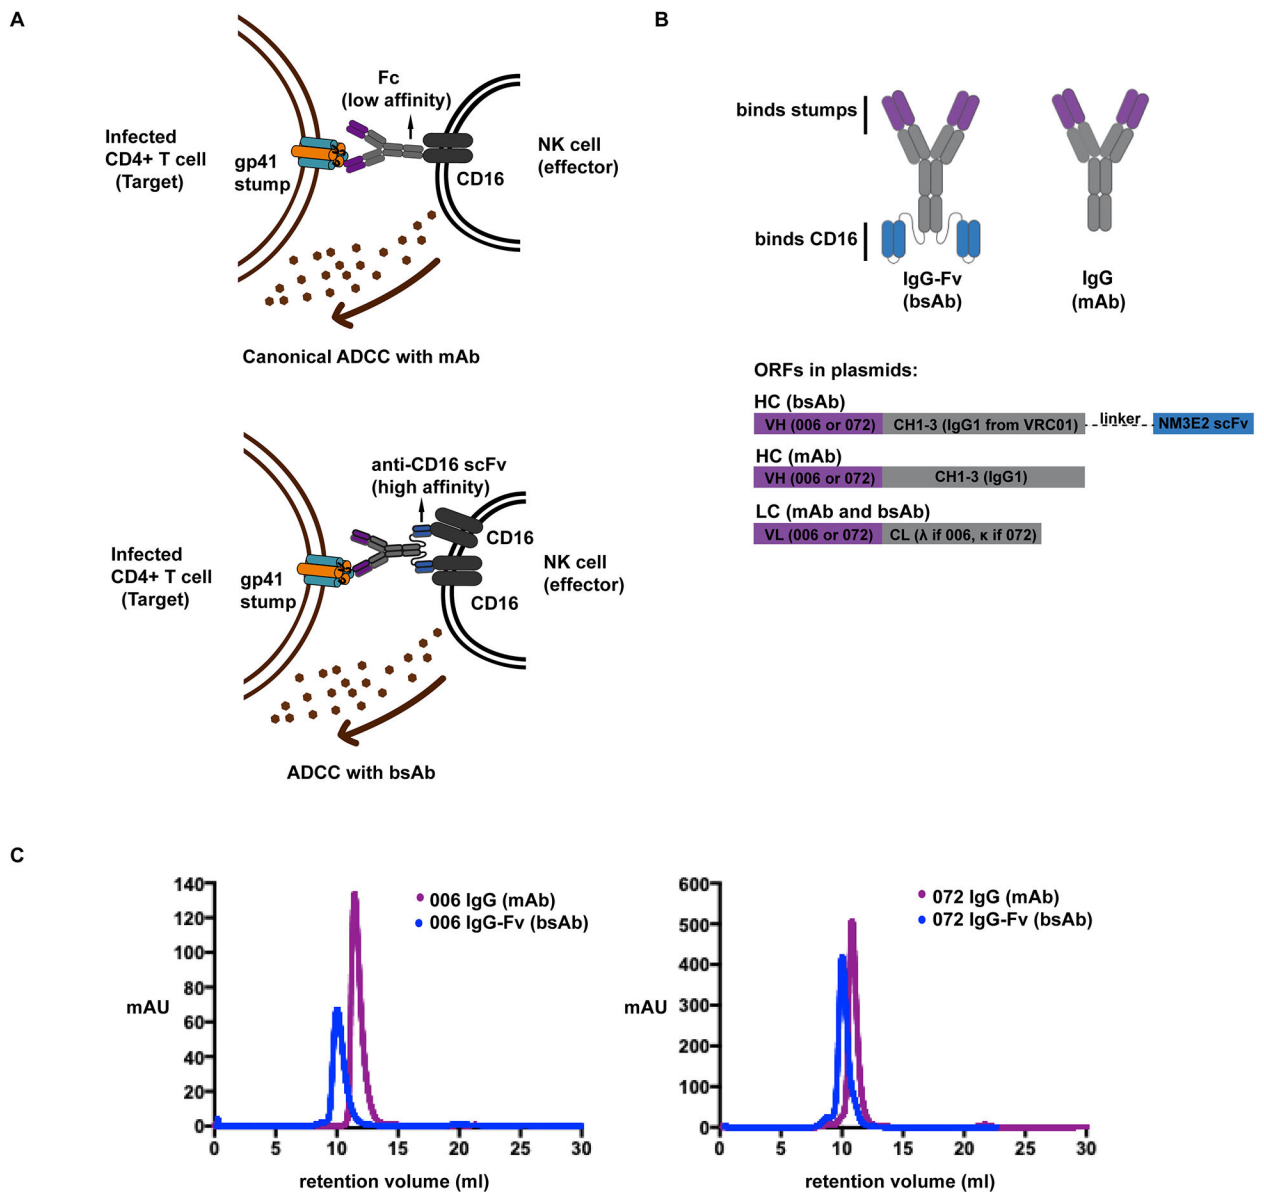 A
Fc
(low affinity)
Infected
CD4+ T cell
(Target)
gp41
stump
CD16
NK cell
(effector)
Canonical ADCC with mAb
anti-CD16 scFv
(high affinity)
Infected
CD4+ T cell
(Target)
gp41
stump
CD16
CD16
NK cell
(effector)
ADCC with bsAb
B
binds stumps
binds CD16
IgG-Fv
(bsAb)
IgG
(mAb)
ORFs in plasmids:
HC (bsAb)
VH (006 or 072) CH1-3 (IgG1 from VRC01) linker NM3E2 scFv
HC (mAb)
VH (006 or 072) CH1-3 (IgG1)
LC (mAb and bsAb)
VL (006 or 072) CL (λ if 006, κ if 072)
C
140
120
100
80
60
40
20
0
mAU
006 IgG (mAb)
006 IgG-Fv (bsAb)
0 5 10 15 20 25 30
retention volume (ml)
600
500
400
300
200
100
0
mAU
072 IgG (mAb)
072 IgG-Fv (bsAb)
0 5 10 15 20 25 30
retention volume (ml)